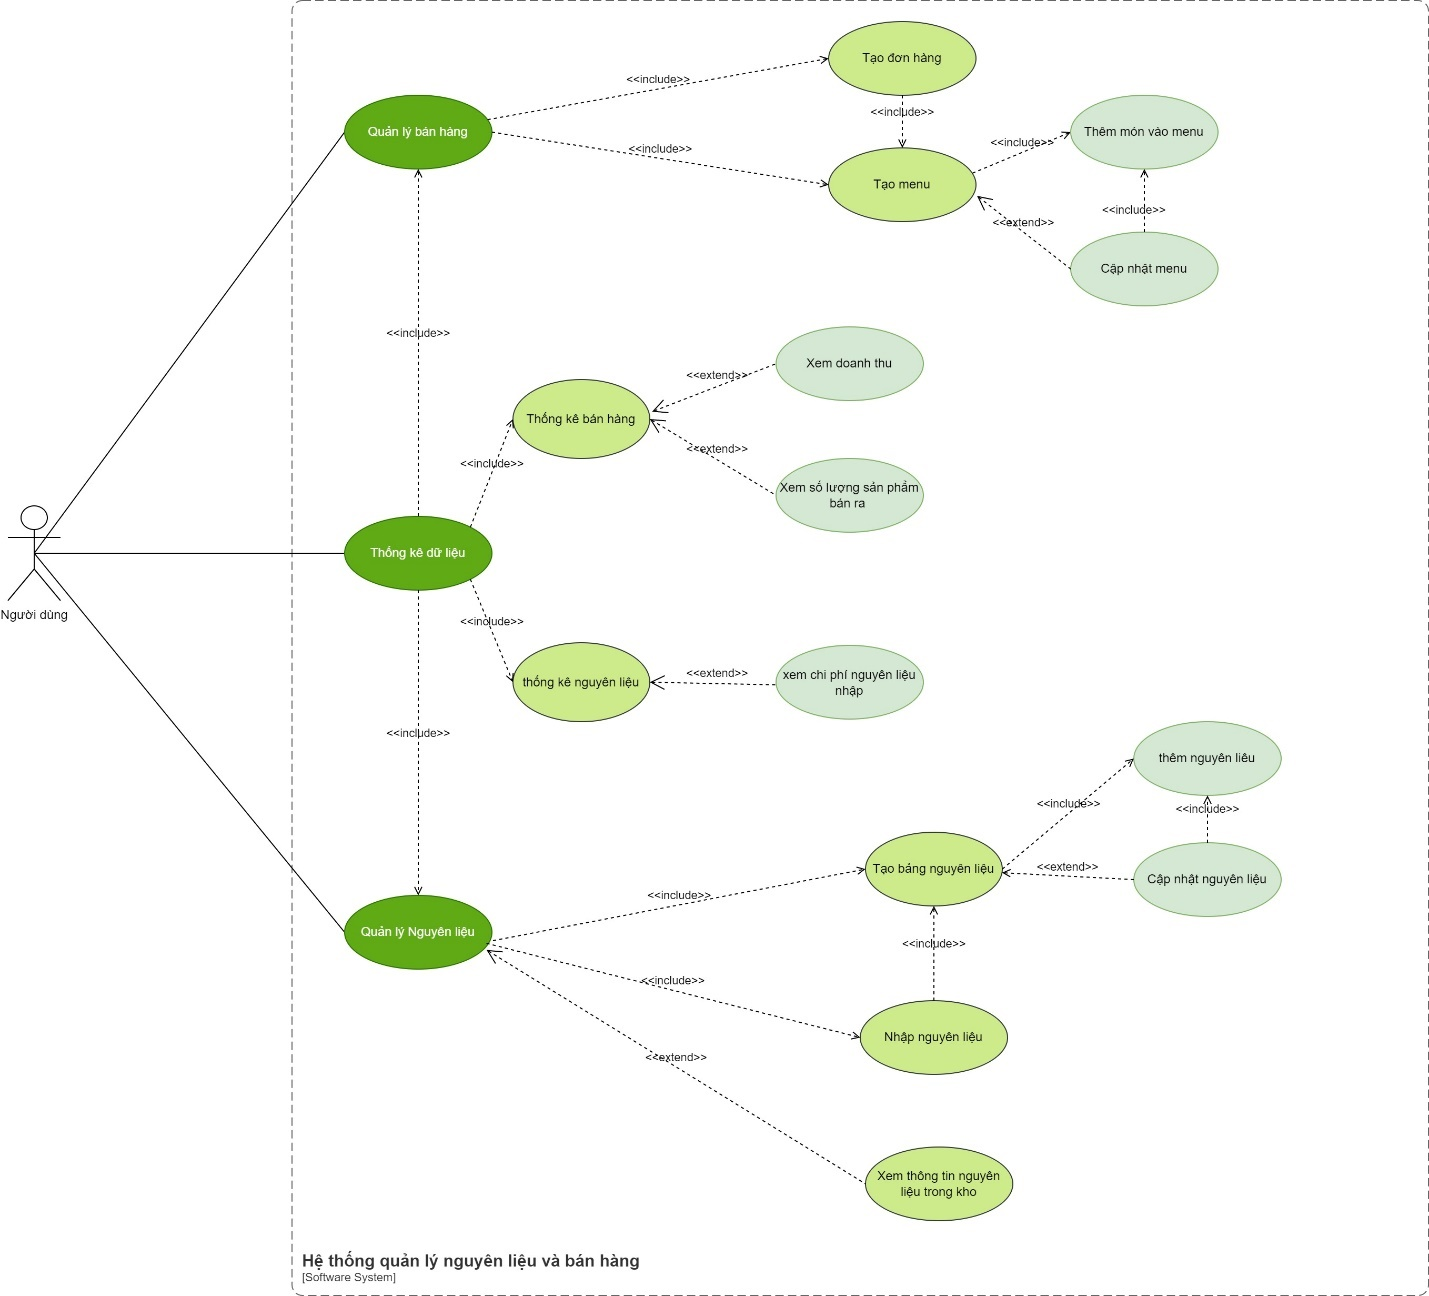 Tạo đơn hàng
<<include>>
<<include>>
Quản lý bán hàng
Thêm món vào menu
<<include>>
<<include>>
Tạo menu
<<include>>
<<extend>>
Cập nhật menu
<<include>>
Xem doanh thu
<<extend>>
Thống kê bán hàng
<<extend>>
<<include>>
Xem số lượng sản phẩm
bán ra
Thống kê dữ liệu
Người dùng
<<include>>
thống kê nguyên liệu
<<extend>>
xem chi phí nguyên liệu
nhập
<<include>>
thêm nguyên liêu
<<include>>
<<include>>
Tạo bảng nguyên liệu
<<extend>>
Cập nhật nguyên liệu
<<include>>
Quản lý Nguyên liệu
<<include>>
<<include>>
Nhập nguyên liệu
<<extend>>
Xem thông tin nguyên
liệu trong kho
Hệ thống quản lý nguyên liệu và bán hàng
[Software System]